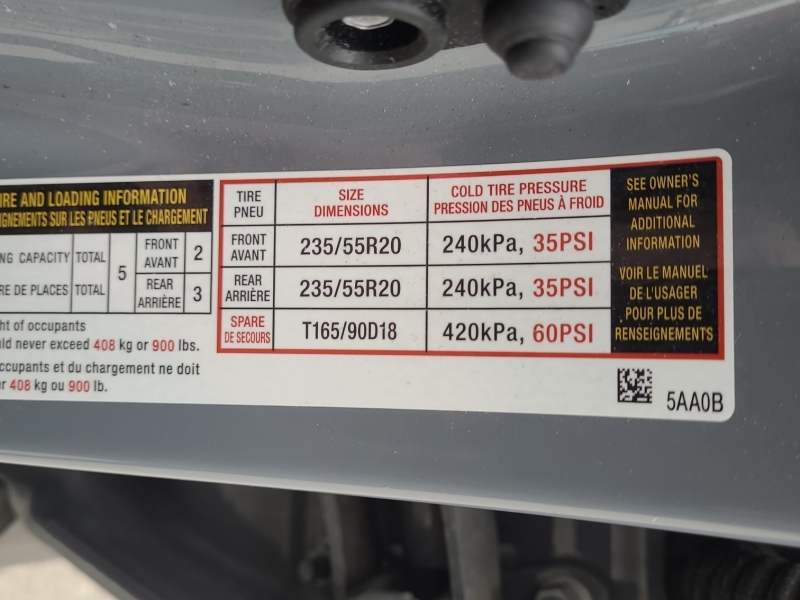 IRE AND LOADING INFORMATION
EIGNEMENTS SUR LES PNEUS ET LE CHARGEMENT
NG CAPACITY TOTAL 5 FRONT AVANT 2
RE DE PLACES TOTAL REAR ARRIÈRE 3
ht of occupants
uld never exceed 408 kg or 900 lbs.
ccupants et du chargement ne doit
er 408 kg ou 900 lb.
TIRE PNEU
SIZE
DIMENSIONS
COLD TIRE PRESSURE
PRESSION DES PNEUS À FROID
FRONT AVANT 235/55R20 240kPa, 35PSI
REAR ARRIÈRE 235/55R20 240kPa, 35PSI
SPARE DE SECOURS T165/90D18 420kPa, 60PSI
SEE OWNER'S
MANUAL FOR
ADDITIONAL
INFORMATION
VOIR LE MANUEL
DE L'USAGER
POUR PLUS DE
RENSEIGNEMENTS
5AA0B